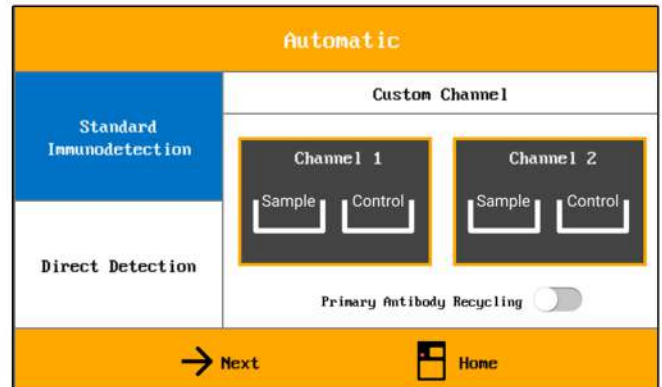 Automatic
Standard
Immunodetection
Direct Detection
Custom Channel
Channel 1
Sample
Control
Channel 2
Sample
Control
Primary Antibody Recycling
Next
Home